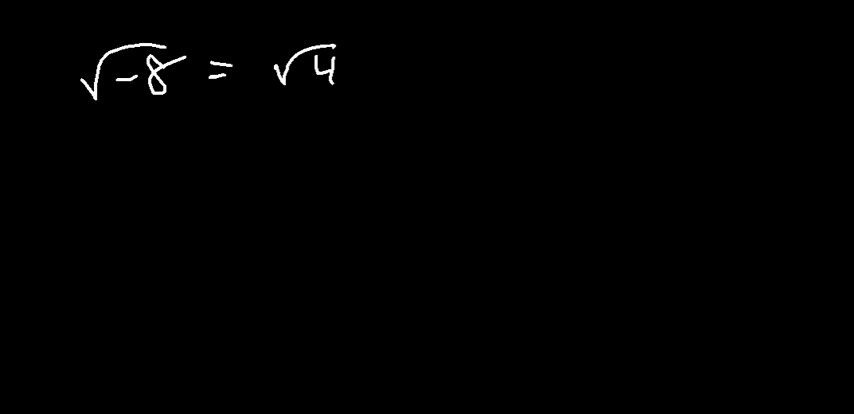 √-8 = √4